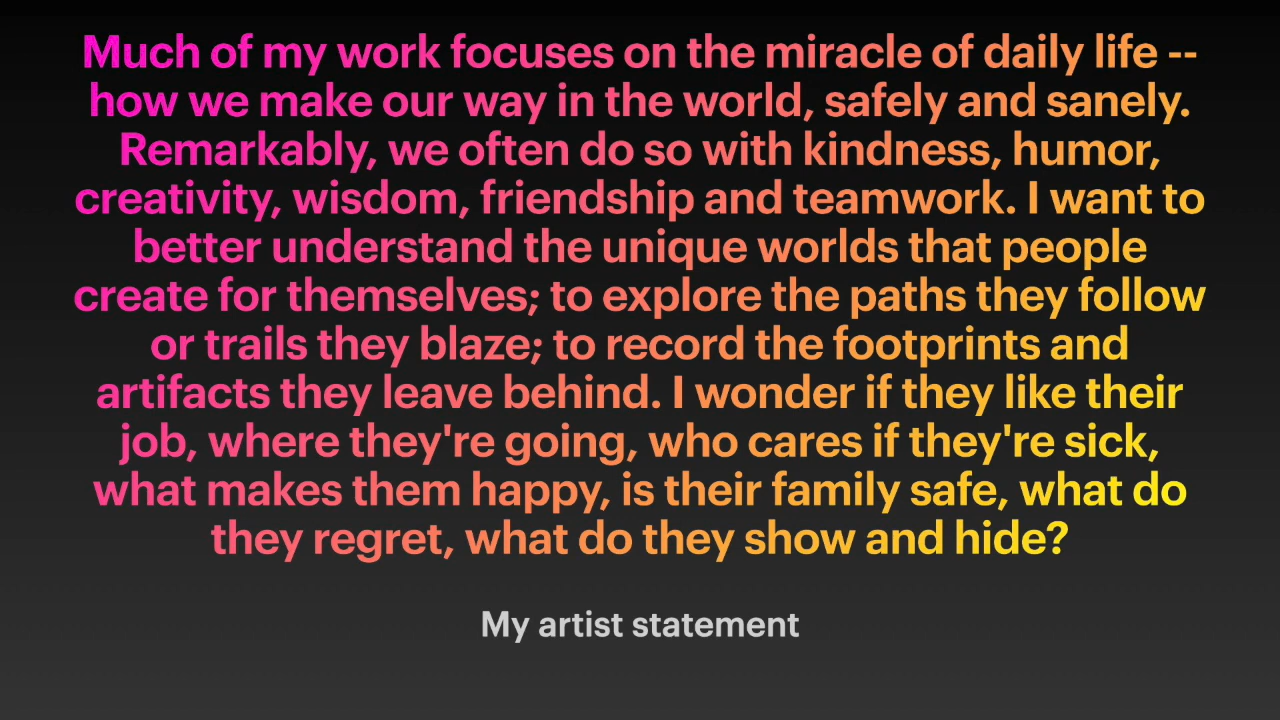 Much of my work focuses on the miracle of daily life --
how we make our way in the world, safely and sanely.
Remarkably, we often do so with kindness, humor,
creativity, wisdom, friendship and teamwork. I want to
better understand the unique worlds that people
create for themselves; to explore the paths they follow
or trails they blaze; to record the footprints and
artifacts they leave behind. I wonder if they like their
job, where they're going, who cares if they're sick,
what makes them happy, is their family safe, what do
they regret, what do they show and hide?
My artist statement